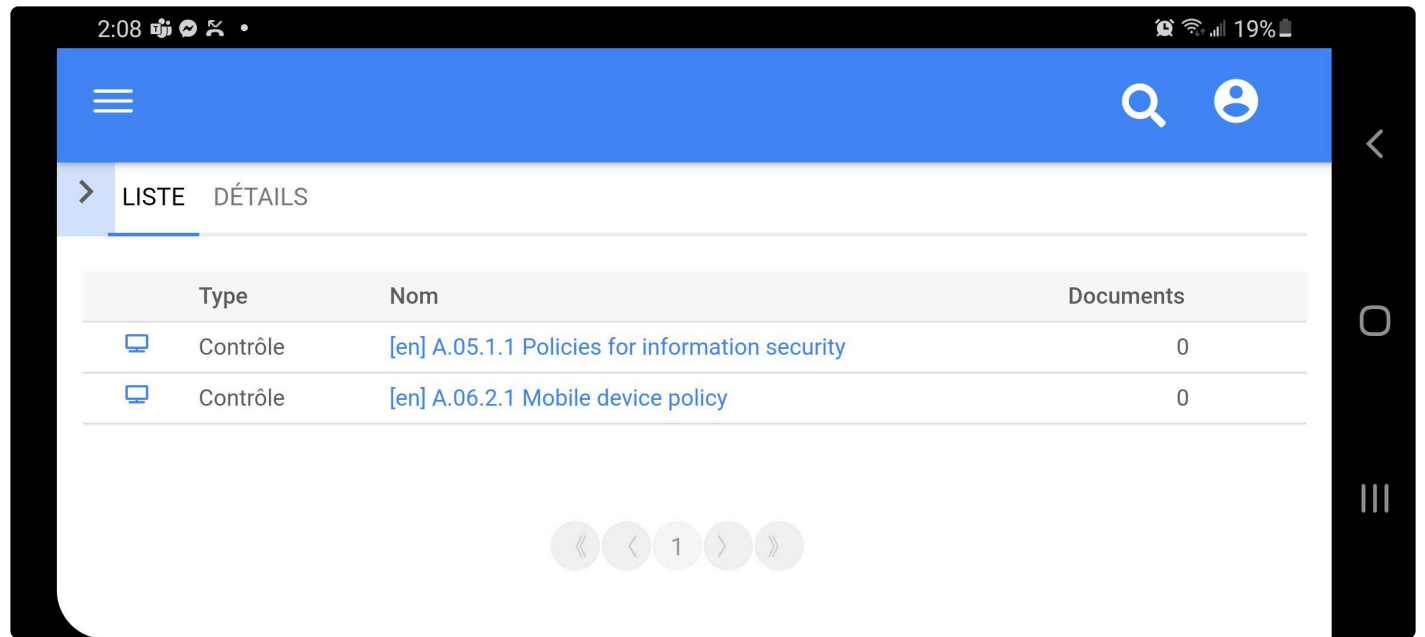 2:08 19%
LISTE DÉTAILS
Type Nom Documents
Contrôle [en] A.05.1.1 Policies for information security 0
Contrôle [en] A.06.2.1 Mobile device policy 0
《 〈 1 〉 》